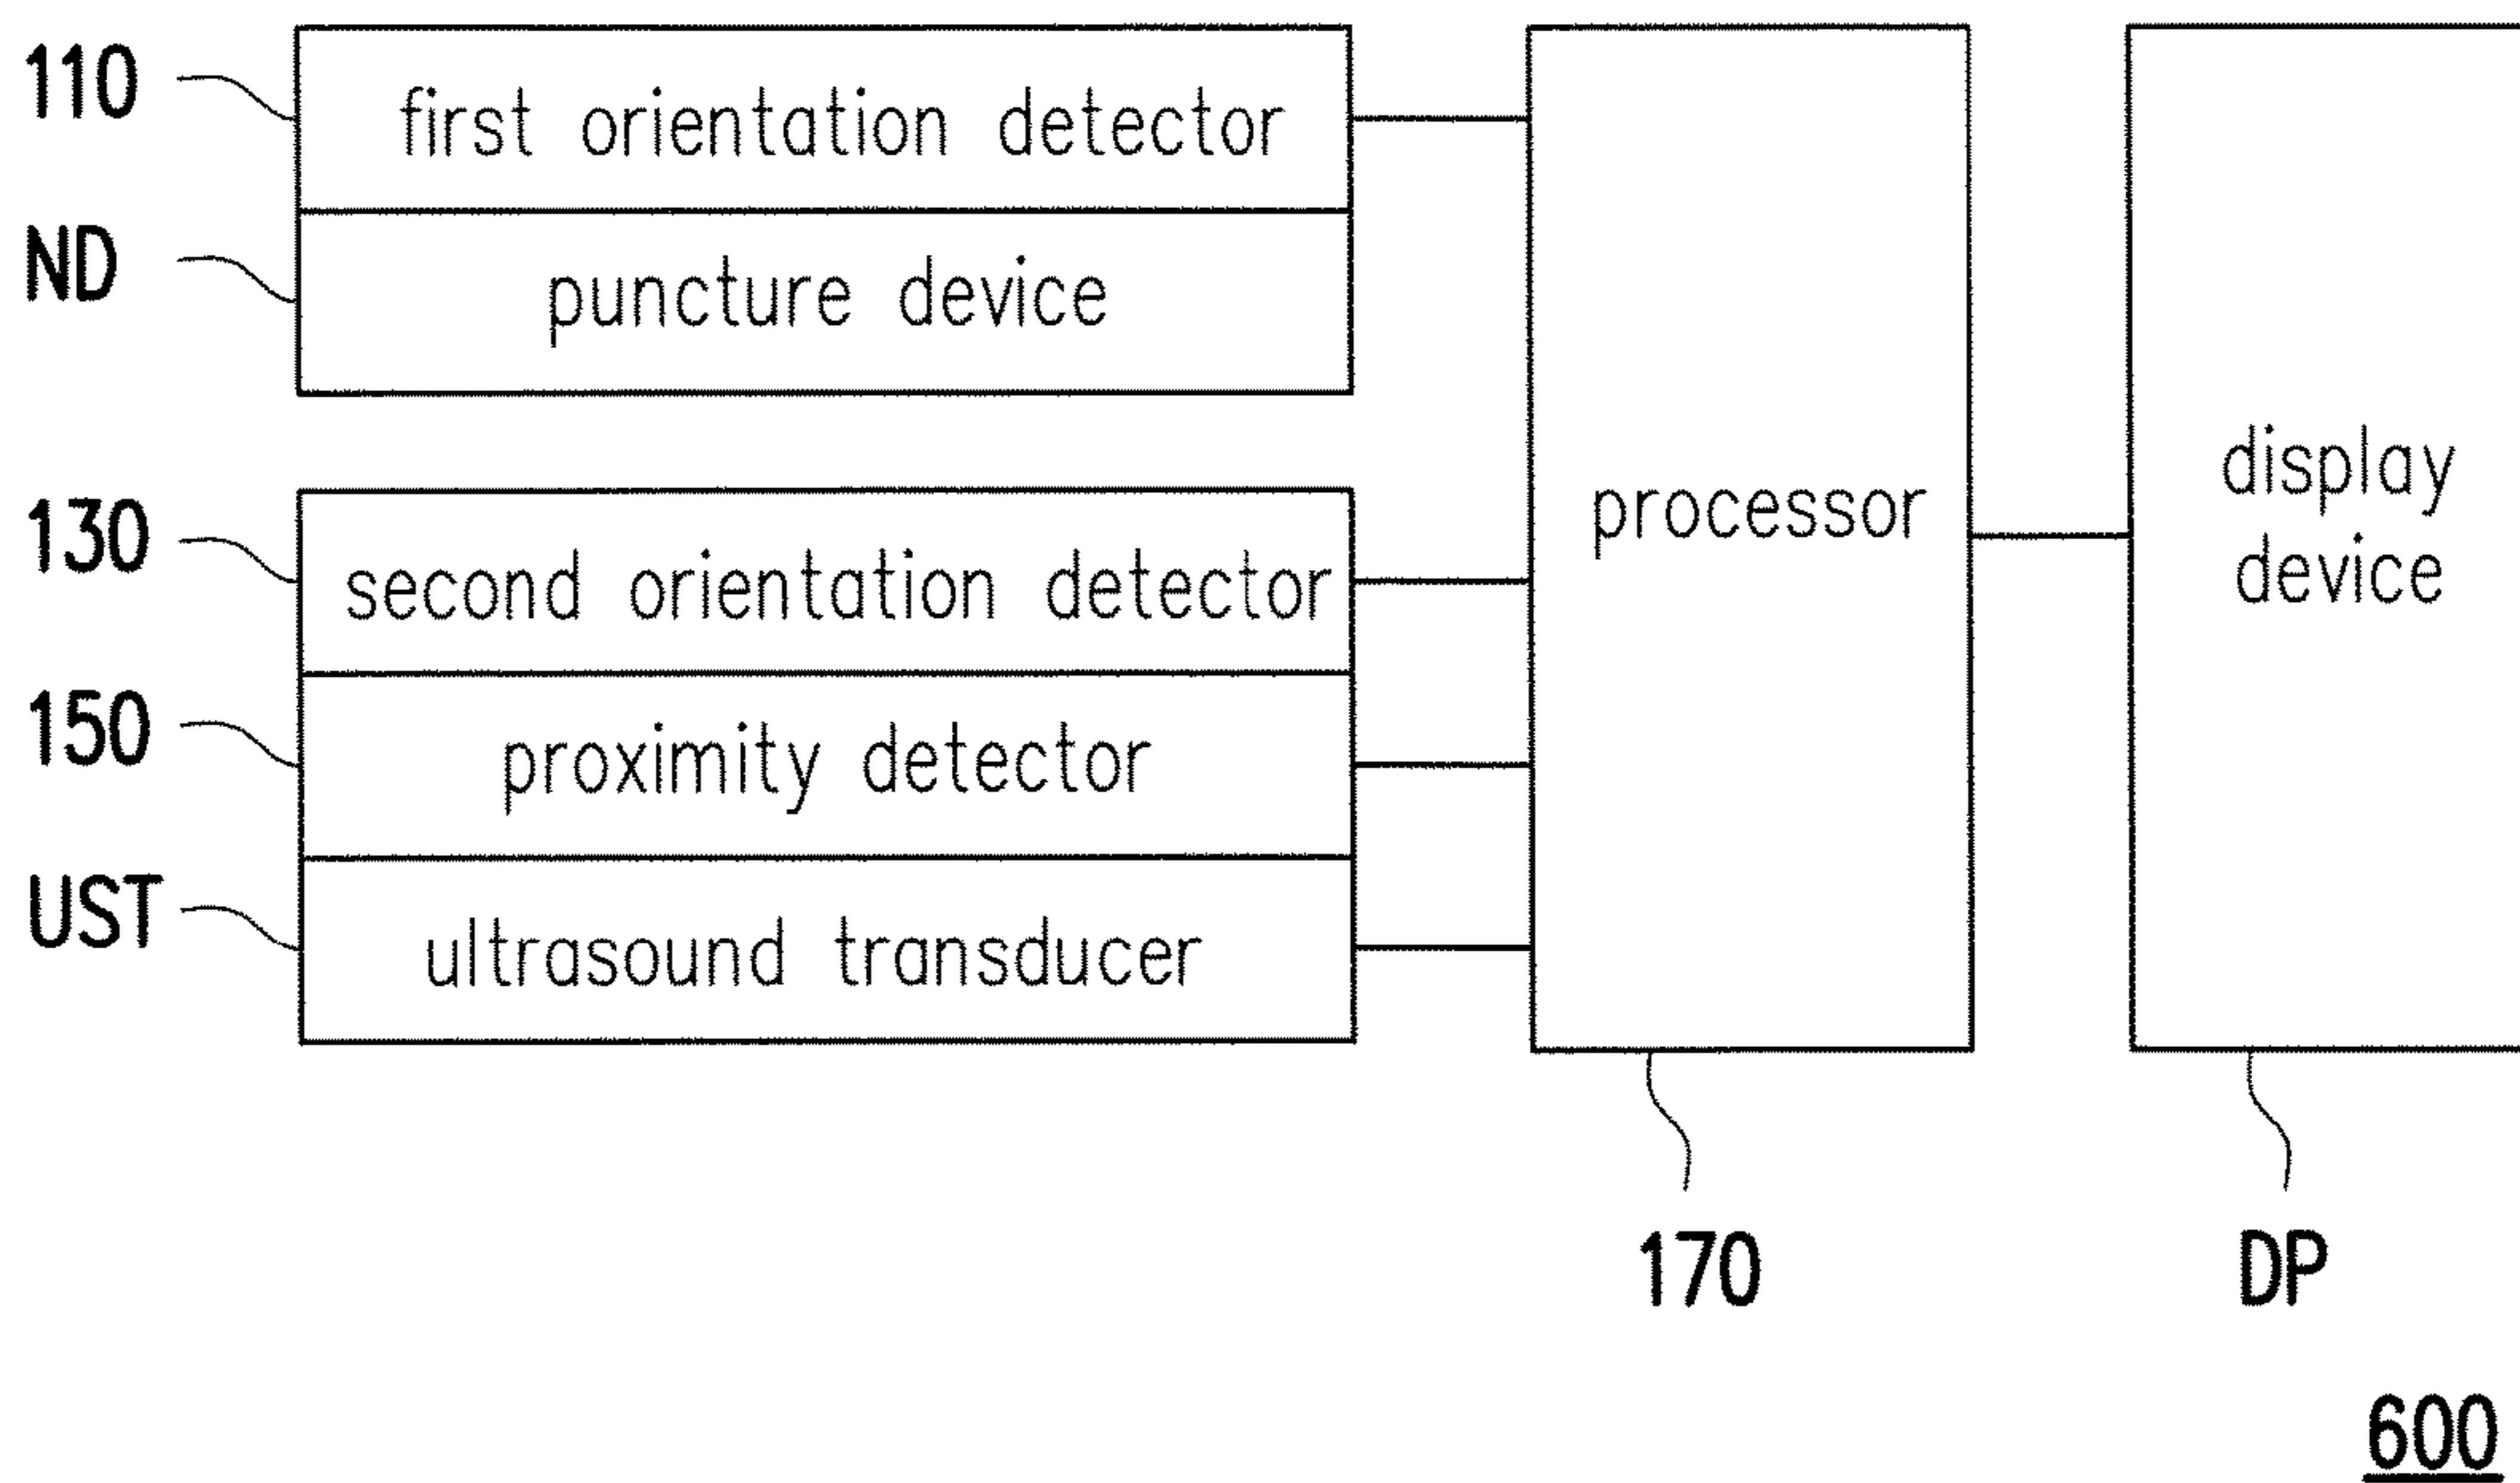 110
first orientation detector
ND
puncture device
130
second orientation detector
150
proximity detector
UST
ultrasound transducer
processor
display
device
170
DP
600